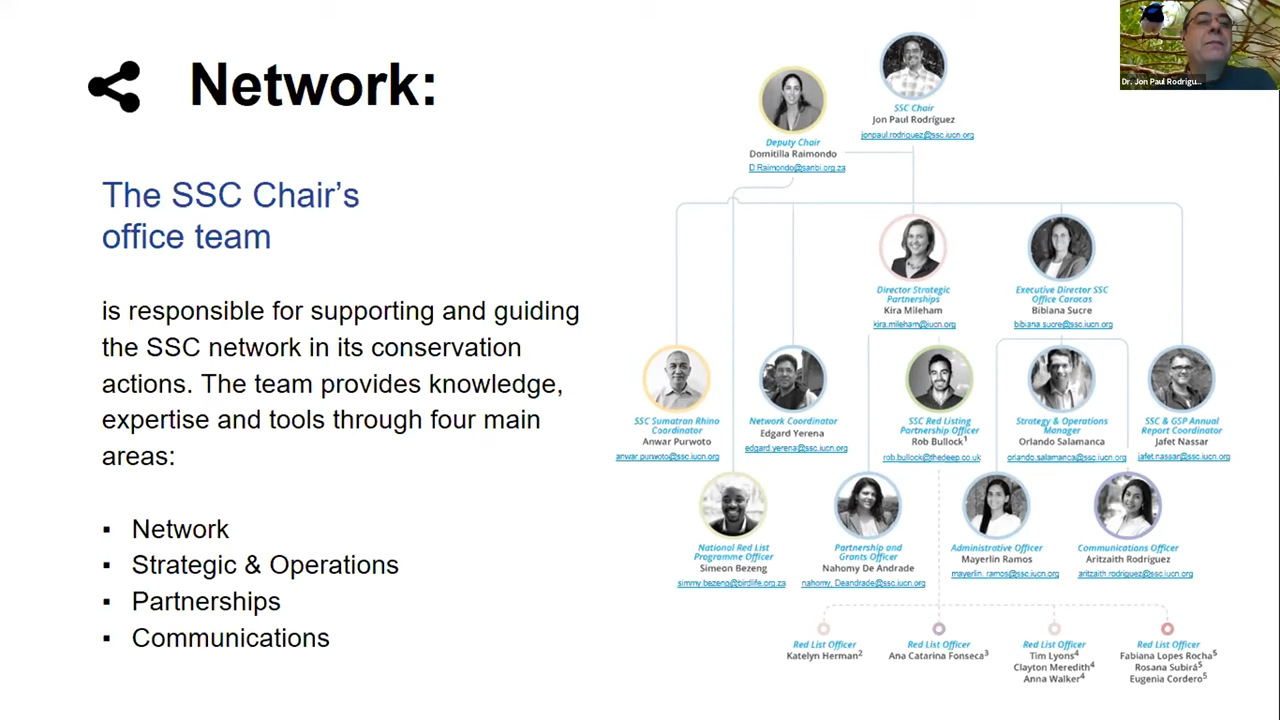 Network:
The SSC Chair's
office team
is responsible for supporting and guiding
the SSC network in its conservation
actions. The team provides knowledge,
expertise and tools through four main
areas:
▪ Network
▪ Strategic & Operations
▪ Partnerships
▪ Communications
Dr. Jon Paul Rodrígu...
SSC Chair
Jon Paul Rodríguez
jonpaul.rodriguez@ssc.iucn.org
Deputy Chair
Domitilla Raimondo
D.Raimondo@sanbi.org.za
Director Strategic
Partnerships
Kira Mileham
kira.mileham@iucn.org
Executive Director SSC
Office Caracas
Bibiana Sucre
bibiana.sucre@ssc.iucn.org
SSC Sumatran Rhino
Coordinator
Anwar Purwoto
anwar.purwoto@ssc.iucn.org
Network Coordinator
Edgard Yerena
edgard.yerena@ssc.iucn.org
SSC Red Listing
Partnership Officer
Rob Bullock1
rob.bullock@thedeep.co.uk
Strategy & Operations
Manager
Orlando Salamanca
orlando.salamanca@ssc.iucn.org
SSC & GSP Annual
Report Coordinator
Jafet Nassar
jafet.nassar@ssc.iucn.org
National Red List
Programme Officer
Simeon Bezeng
simmy.bezeng@birdlife.org.za
Partnership and
Grants Officer
Nahomy De Andrade
nahomy_Deandrade@ssc.iucn.org
Administrative Officer
Mayerlin Ramos
mayerlin_ramos@ssc.iucn.org
Communications Officer
Aritzaith Rodríguez
aritzaith.rodriguez@ssc.iucn.org
Red List Officer
Katelyn Herman2
Red List Officer
Ana Catarina Fonseca3
Red List Officer
Tim Lyons4
Clayton Meredith4
Anna Walker4
Red List Officer
Fabiana Lopes Rocha5
Rosana Subirá5
Eugenia Cordero5